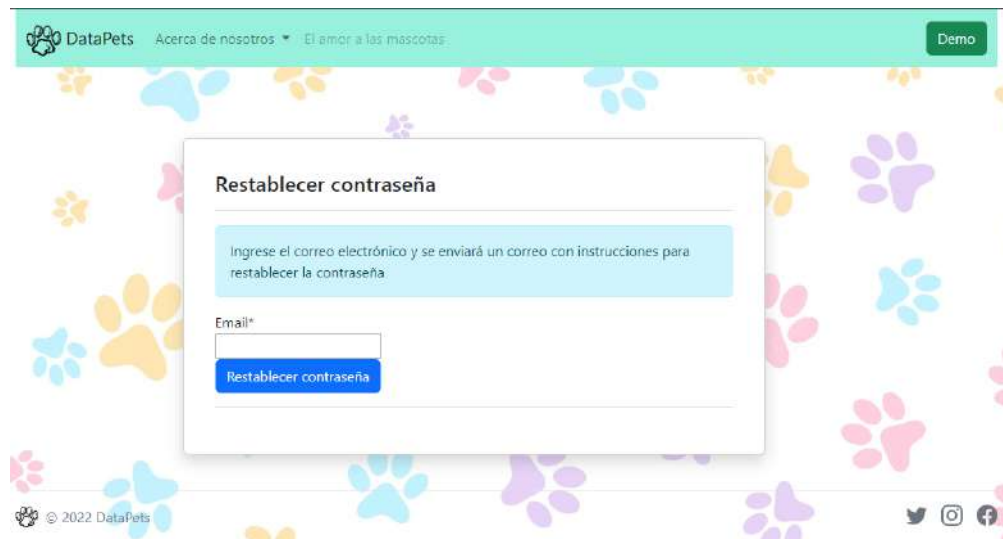 DataPets Acerca de nosotros El amor a las mascotas Demo
Restablecer contraseña
Ingrese el correo electrónico y se enviará un correo con instrucciones para
restablecer la contraseña
Email*
Restablecer contraseña
© 2022 DataPets